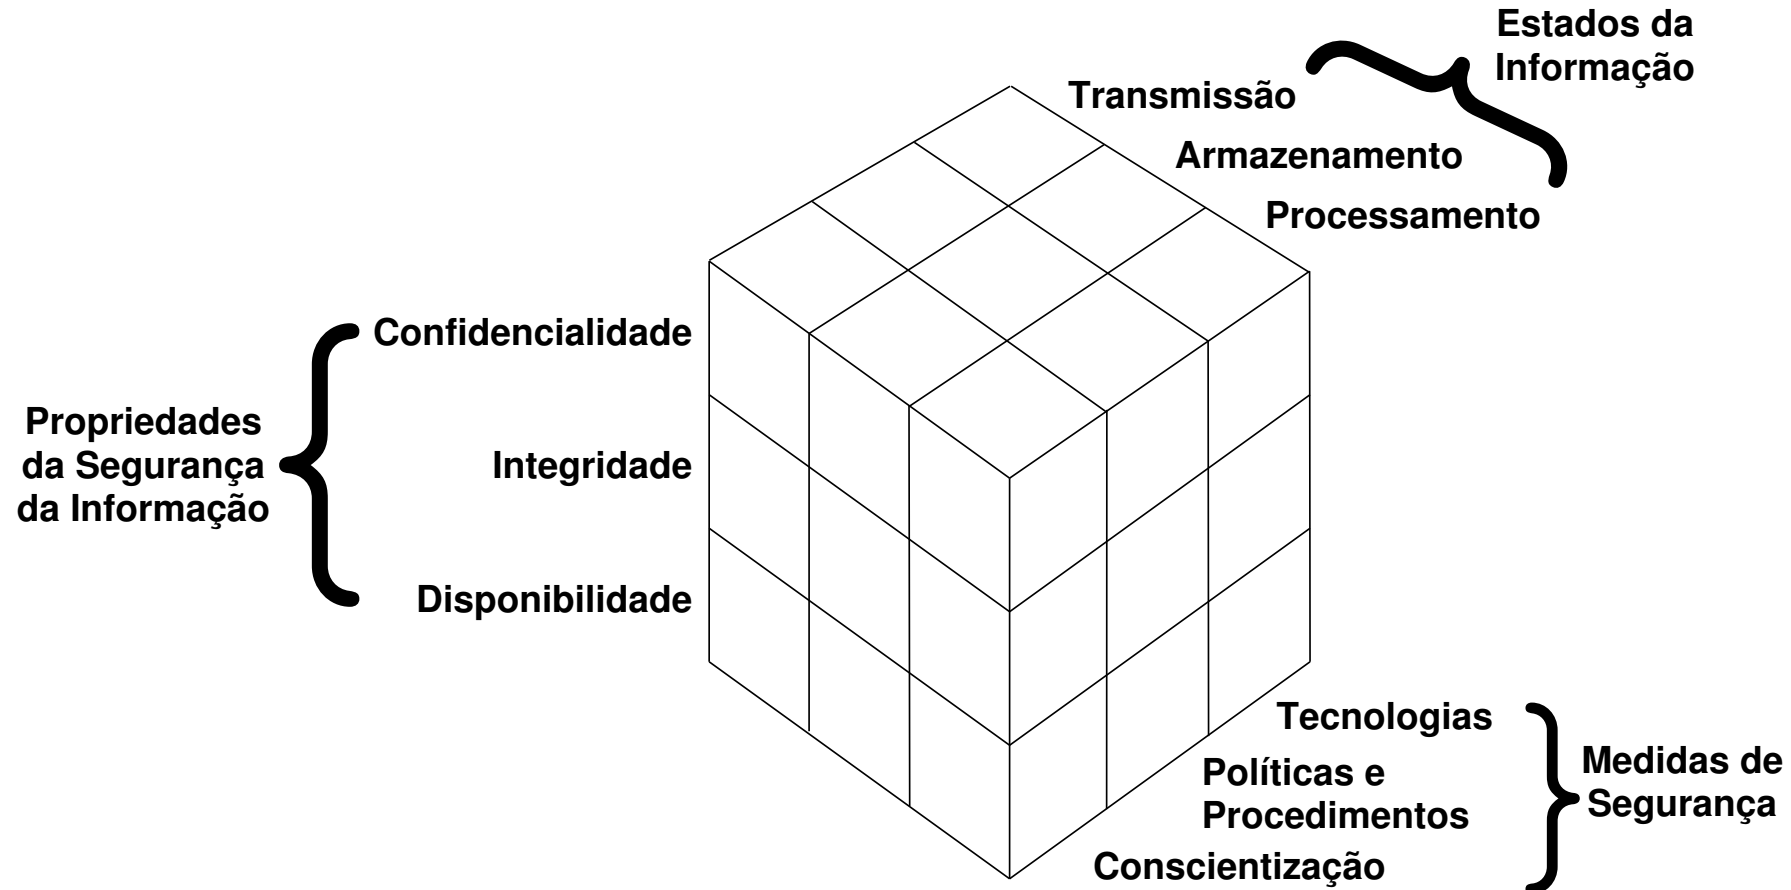 Estados da
Informação
Transmissão
Armazenamento
Processamento
Confidencialidade
Propriedades
da Segurança
da Informação
Integridade
Disponibilidade
Tecnologias
Políticas e
Procedimentos
Conscientização
Medidas de
Segurança